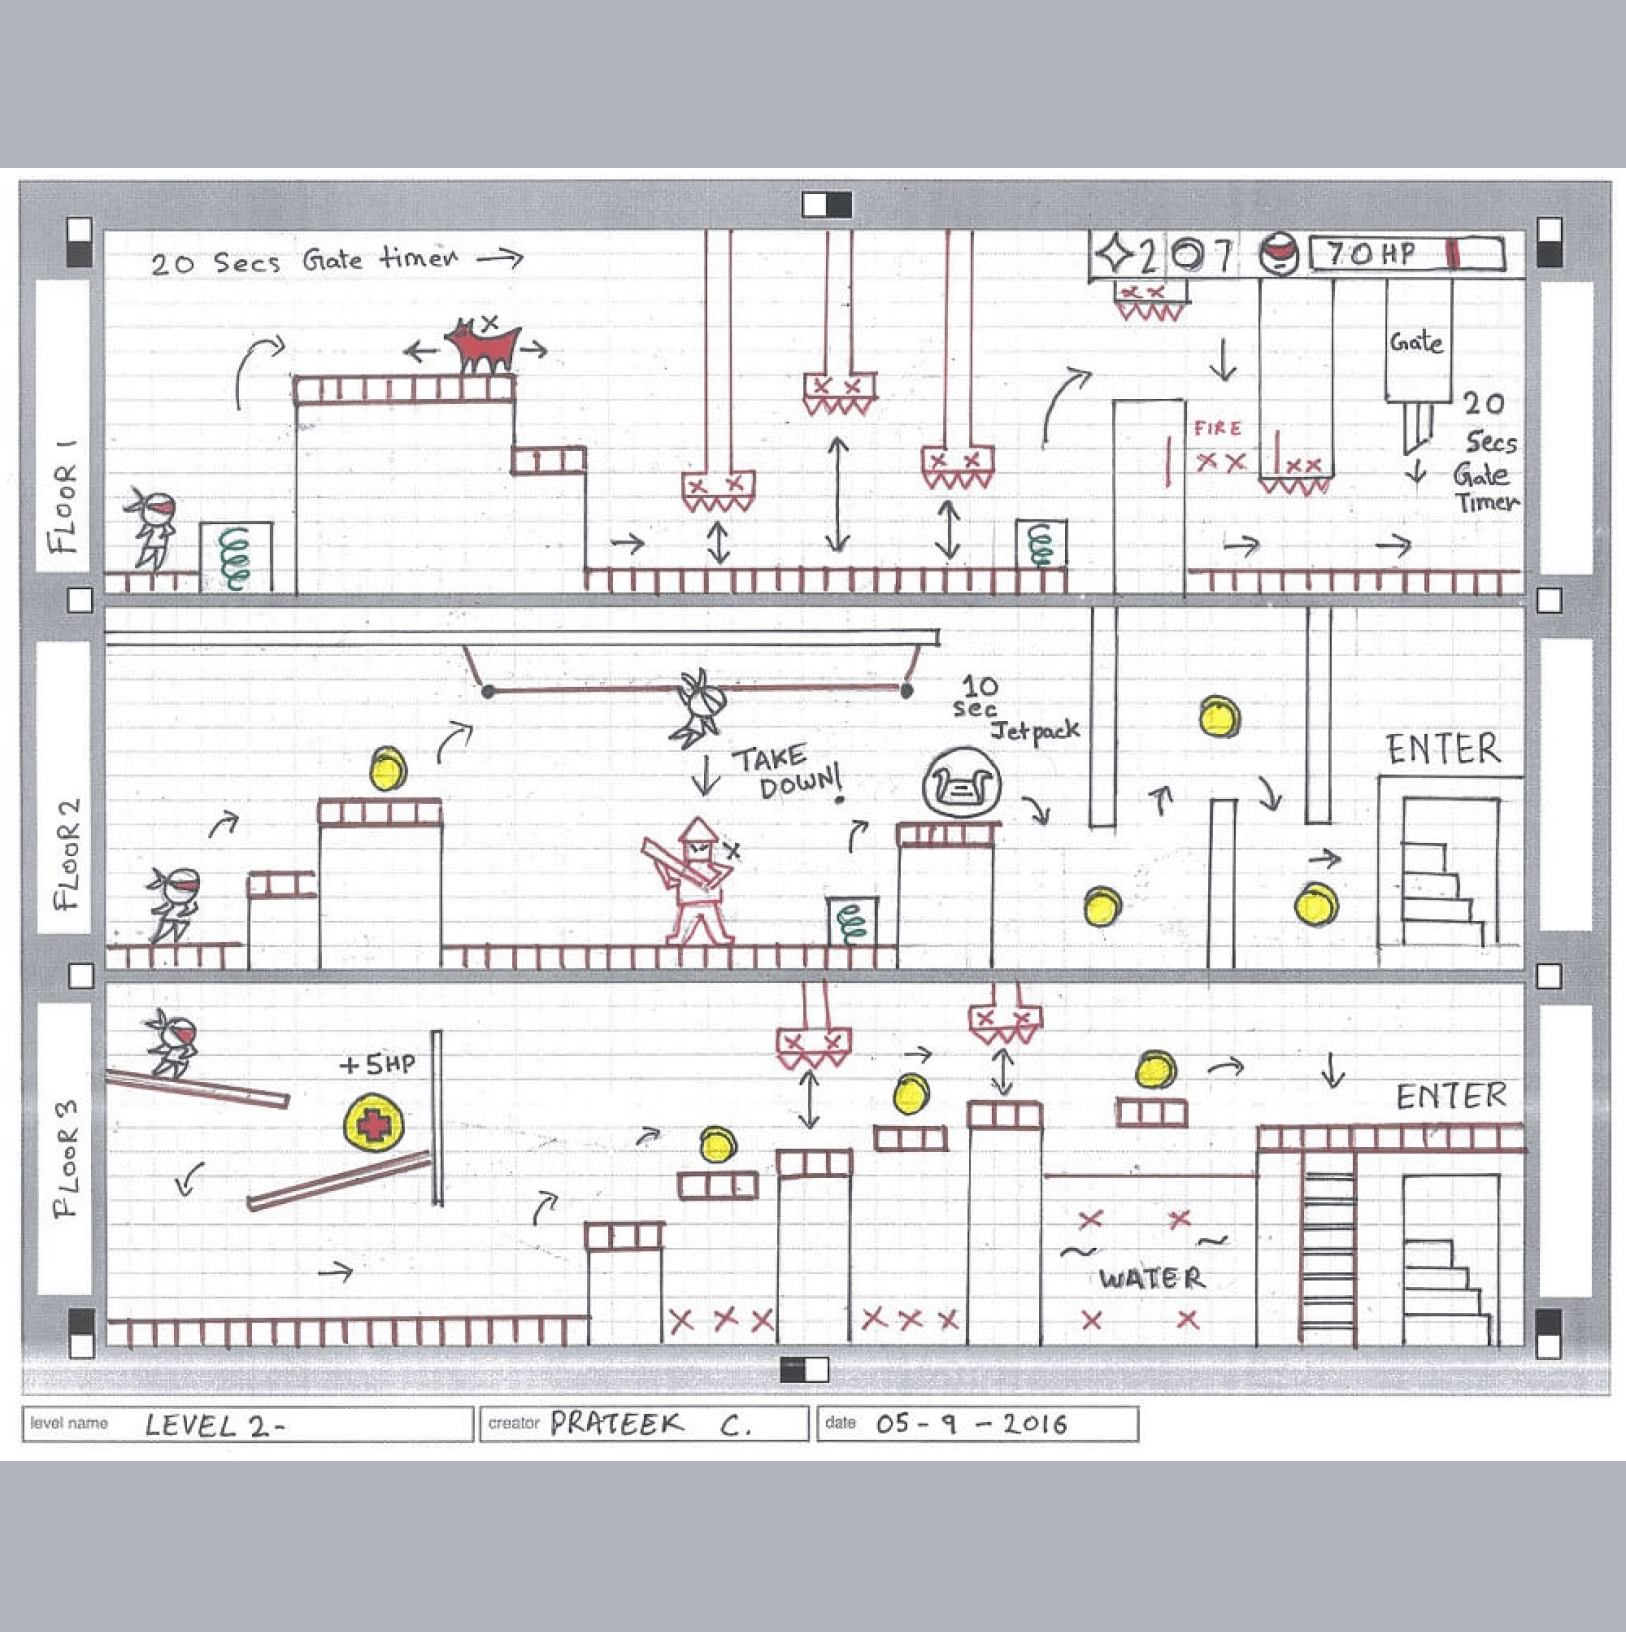 20 Secs Gate timer
2 7 70 HP
x
x x
x x
x x
x x
Gate
FIRE
x x
x x
20
Secs
Gate
Timer
FLOOR 1
10
sec
Jetpack
TAKE
DOWN!
x
ENTER
FLOOR 2
x x
x x
+5HP
ENTER
x x
WATER
x x x
x x x
x x
FLOOR 3
level name LEVEL 2-
creator PRATEEK C.
date 05-9-2016